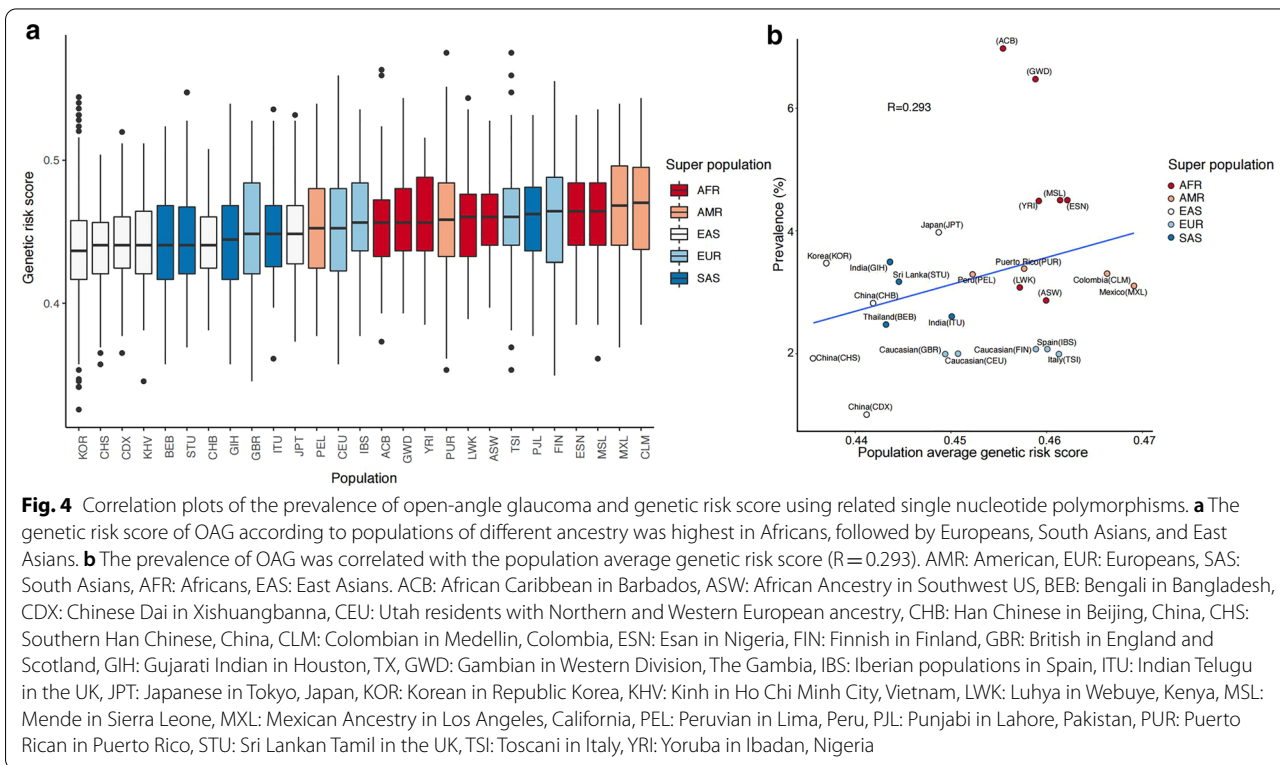 a
Genetic risk score
0.5
0.4
KOR
CHS
CDX
KHV
BEB
STU
CHB
GIH
GBR
ITU
JPT
PEL
CEU
IBS
ACB
GWD
YRI
PUR
LWK
ASW
TSI
PJL
FIN
ESN
MSL
MXL
CLM
Population
Super population
AFR
AMR
EAS
EUR
SAS
b
Prevalence (%)
6
4
2
R=0.293
(ACB)
(GWD)
(MSL)
(YRI)
(ESN)
Japan(JPT)
Korea(KOR)
India(GIH)
Sri Lanka(STU)
Puerto Rico(PUR)
Peru(PEL)
(LWK)
Colombia(CLM)
Mexico(MXL)
China(CHB)
(ASW)
Thailand(BEB)
India(ITU)
Caucasian(GBR)
Caucasian(CEU)
Caucasian(FIN)
Spain(IBS)
Italy(TSI)
China(CHS)
China(CDX)
0.44
0.45
0.46
0.47
Population average genetic risk score
Super population
AFR
AMR
EAS
EUR
SAS
Fig. 4 Correlation plots of the prevalence of open-angle glaucoma and genetic risk score using related single nucleotide polymorphisms. a The
genetic risk score of OAG according to populations of different ancestry was highest in Africans, followed by Europeans, South Asians, and East
Asians. b The prevalence of OAG was correlated with the population average genetic risk score (R = 0.293). AMR: American, EUR: Europeans, SAS:
South Asians, AFR: Africans, EAS: East Asians. ACB: African Caribbean in Barbados, ASW: African Ancestry in Southwest US, BEB: Bengali in Bangladesh,
CDX: Chinese Dai in Xishuangbanna, CEU: Utah residents with Northern and Western European ancestry, CHB: Han Chinese in Beijing, China, CHS:
Southern Han Chinese, China, CLM: Colombian in Medellin, Colombia, ESN: Esan in Nigeria, FIN: Finnish in Finland, GBR: British in England and
Scotland, GIH: Gujarati Indian in Houston, TX, GWD: Gambian in Western Division, The Gambia, IBS: Iberian populations in Spain, ITU: Indian Telugu
in the UK, JPT: Japanese in Tokyo, Japan, KOR: Korean in Republic Korea, KHV: Kinh in Ho Chi Minh City, Vietnam, LWK: Luhya in Webuye, Kenya, MSL:
Mende in Sierra Leone, MXL: Mexican Ancestry in Los Angeles, California, PEL: Peruvian in Lima, Peru, PJL: Punjabi in Lahore, Pakistan, PUR: Puerto
Rican in Puerto Rico, STU: Sri Lankan Tamil in the UK, TSI: Toscani in Italy, YRI: Yoruba in Ibadan, Nigeria